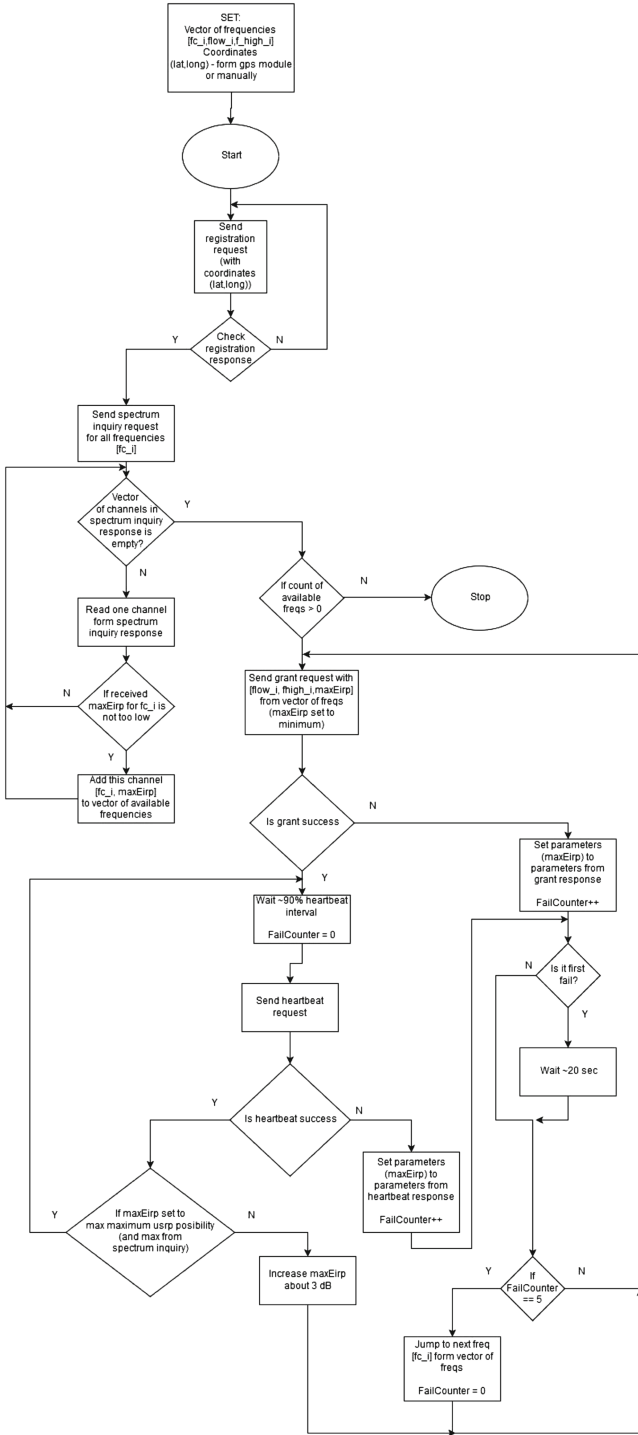 SET:
Vector of frequencies
[fc_i,flow_i,f_high_i]
Coordinates
(lat,long) - form gps module
or manually
Start
Send
registration
request
(with
coordinates
(lat,long))
Check
registration
response
Y
N
Send spectrum
inquiry request
for all frequencies
[fc_i]
Vector
of channels in
spectrum inquiry
response is
empty?
Y
N
If count of
available
freqs > 0
N
Stop
Read one channel
form spectrum
inquiry response
If received
maxEirp for fc_i is
not too low
N
Y
Add this channel
[fc_i, maxEirp]
to vector of available
frequencies
Send grant request with
[flow_i, fhigh_i,maxEirp]
from vector of freqs
(maxEirp set to
minimum)
Is grant success
N
Y
Set parameters
(maxEirp) to
parameters from
grant response
FailCounter++
Wait ~90% heartbeat
interval
FailCounter = 0
Is it first
fail?
N
Y
Send heartbeat
request
Wait ~20 sec
Is heartbeat success
Y
N
Set parameters
(maxEirp) to
parameters from
heartbeat response
FailCounter++
If maxEirp set to
max maximum usrp posibility
(and max from
spectrum inquiry)
Y
N
Increase maxEirp
about 3 dB
If
FailCounter
== 5
Y
N
Jump to next freq
[fc_i] form vector of
freqs
FailCounter = 0